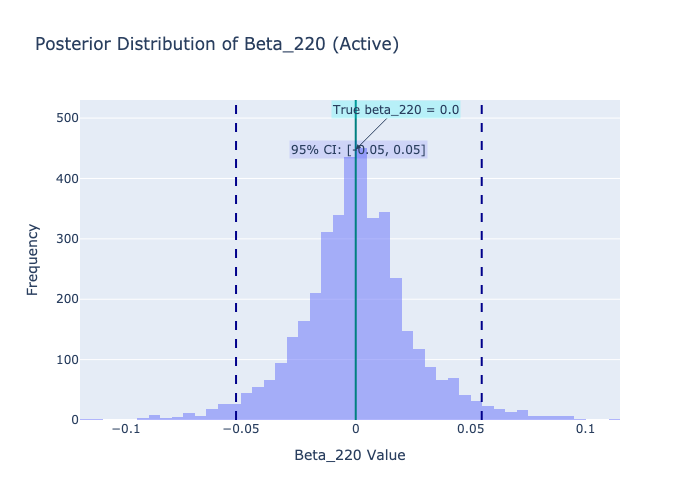 Posterior Distribution of Beta_220 (Active)
True beta_220 = 0.0
95% CI: [-0.05, 0.05]
500
400
300
200
100
0
Frequency
−0.1
−0.05
0
0.05
0.1
Beta_220 Value